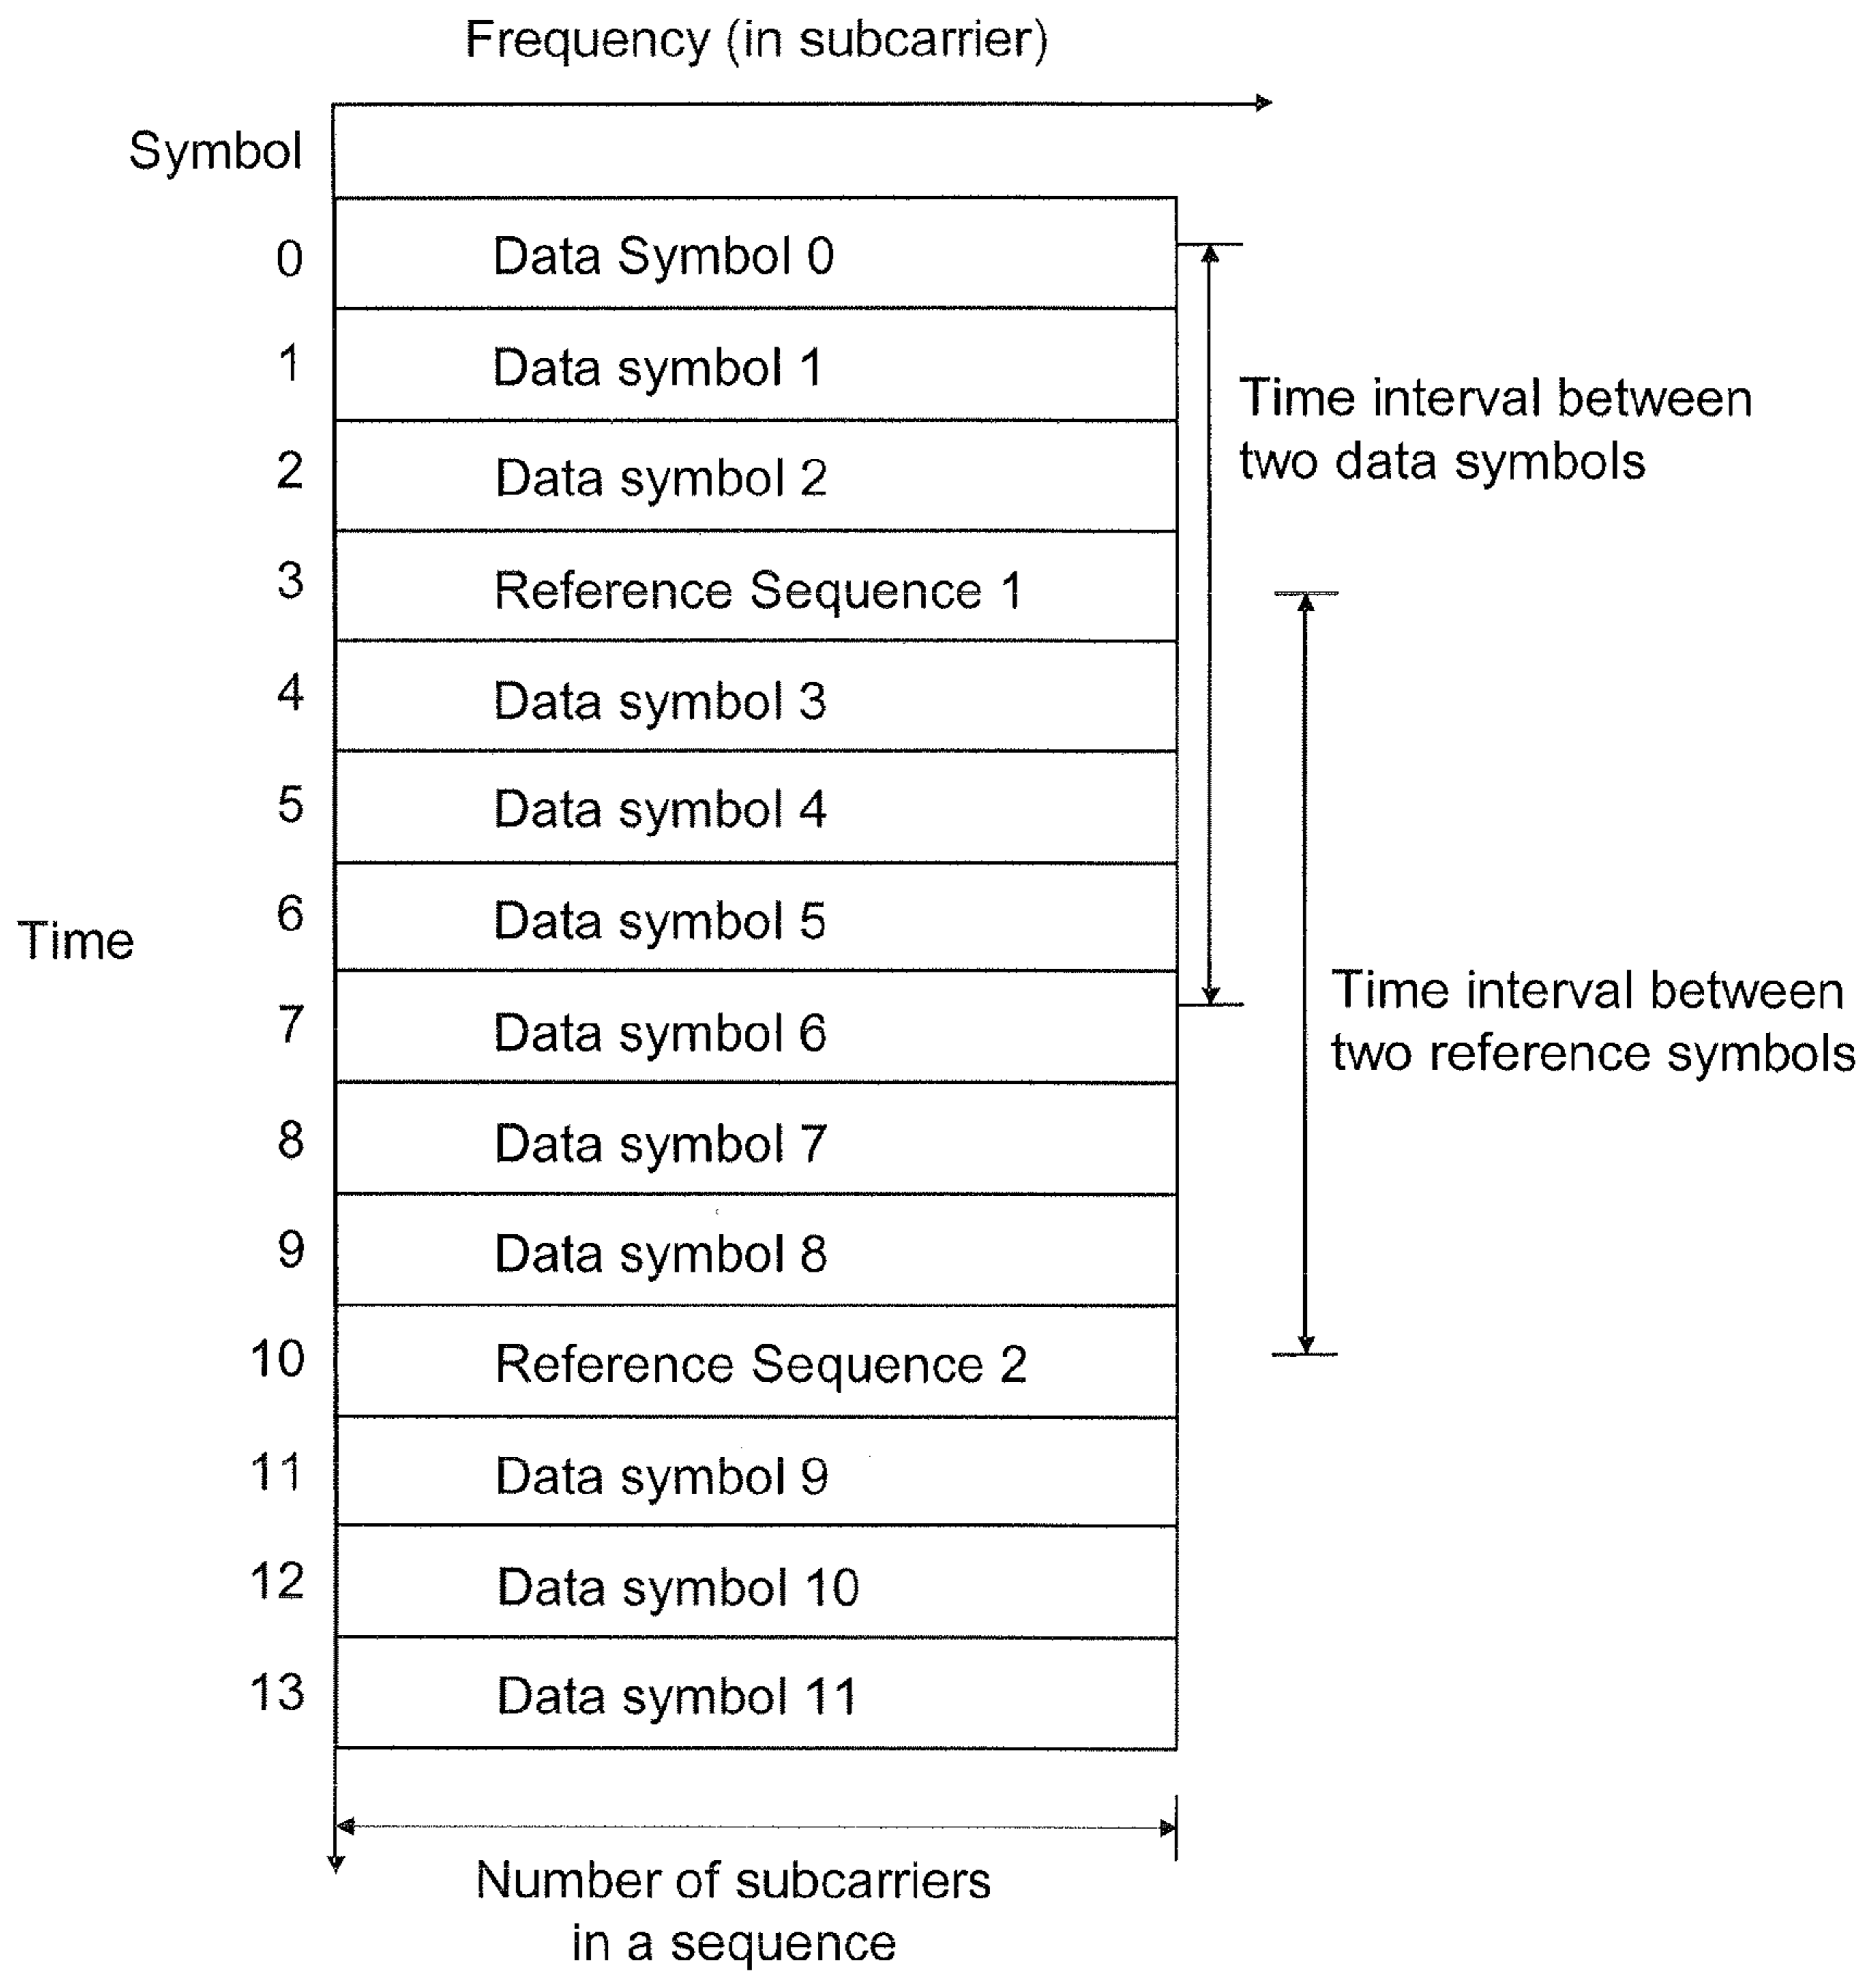 Frequency (in subcarrier)
Symbol
0 Data Symbol 0
1 Data symbol 1
Time interval between
two data symbols
2 Data symbol 2
3 Reference Sequence 1
4 Data symbol 3
5 Data symbol 4
6 Data symbol 5
Time
7 Data symbol 6
Time interval between
two reference symbols
8 Data symbol 7
9 Data symbol 8
10 Reference Sequence 2
11 Data symbol 9
12 Data symbol 10
13 Data symbol 11
Number of subcarriers
in a sequence